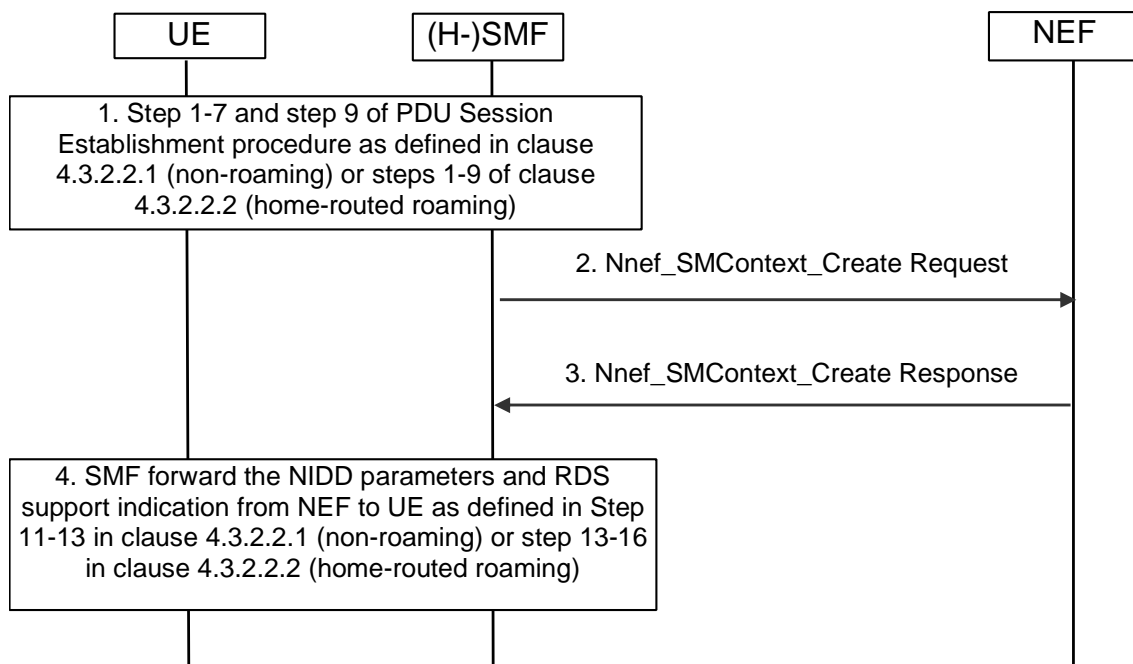 UE
(H-)SMF
NEF
1. Step 1-7 and step 9 of PDU Session
Establishment procedure as defined in clause
4.3.2.2.1 (non-roaming) or steps 1-9 of clause
4.3.2.2.2 (home-routed roaming)
2. Nnef_SMContext_Create Request
3. Nnef_SMContext_Create Response
4. SMF forward the NIDD parameters and RDS
support indication from NEF to UE as defined in Step
11-13 in clause 4.3.2.2.1 (non-roaming) or step 13-16
in clause 4.3.2.2.2 (home-routed roaming)